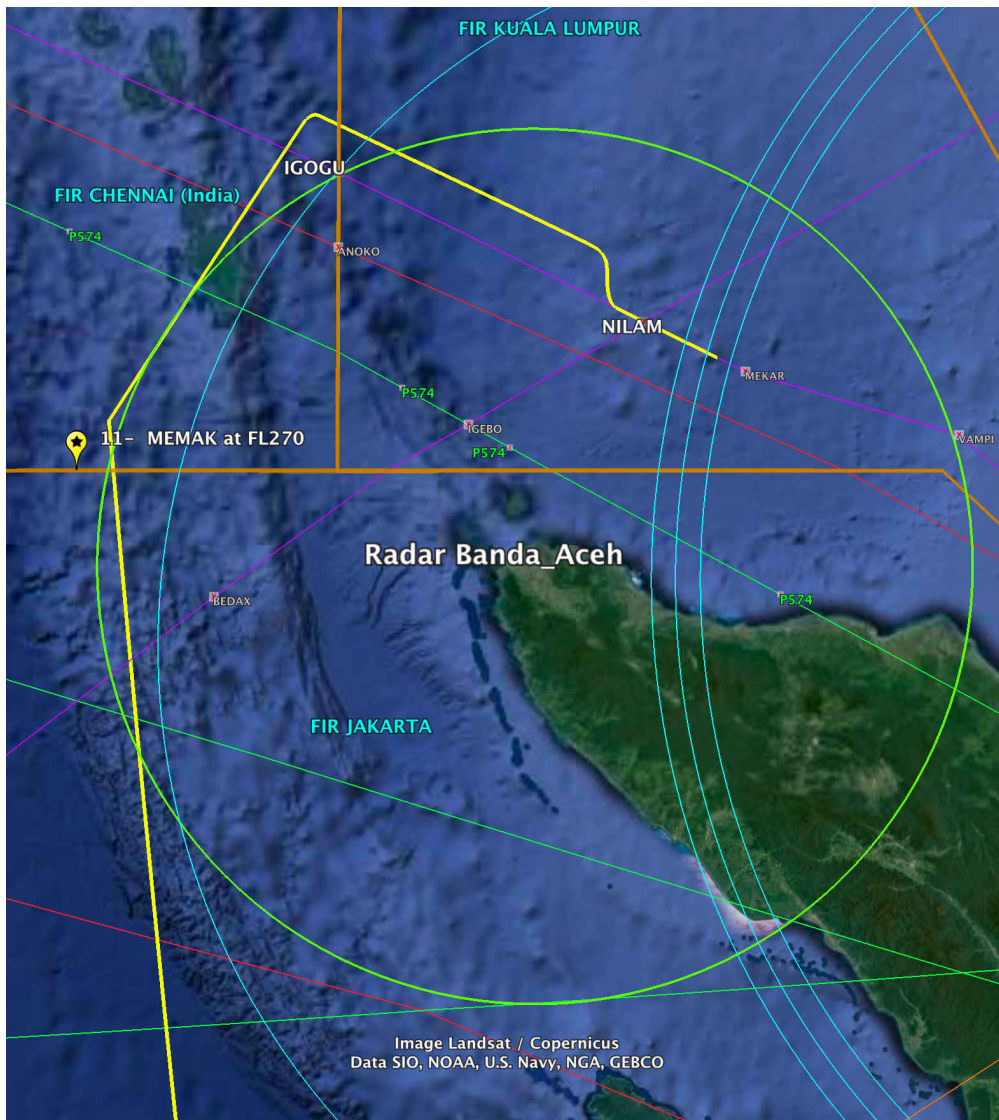 FIR KUALA LUMPUR
IGOGU
FIR CHENNAI (India)
P574
ANOKO
NILAM
MEKAR
P574
IGEBO
11-  MEMAK at FL270
P574
VAMPI
Radar Banda_Aceh
BEDAX
P574
FIR JAKARTA
Image Landsat / Copernicus
Data SIO, NOAA, U.S. Navy, NGA, GEBCO